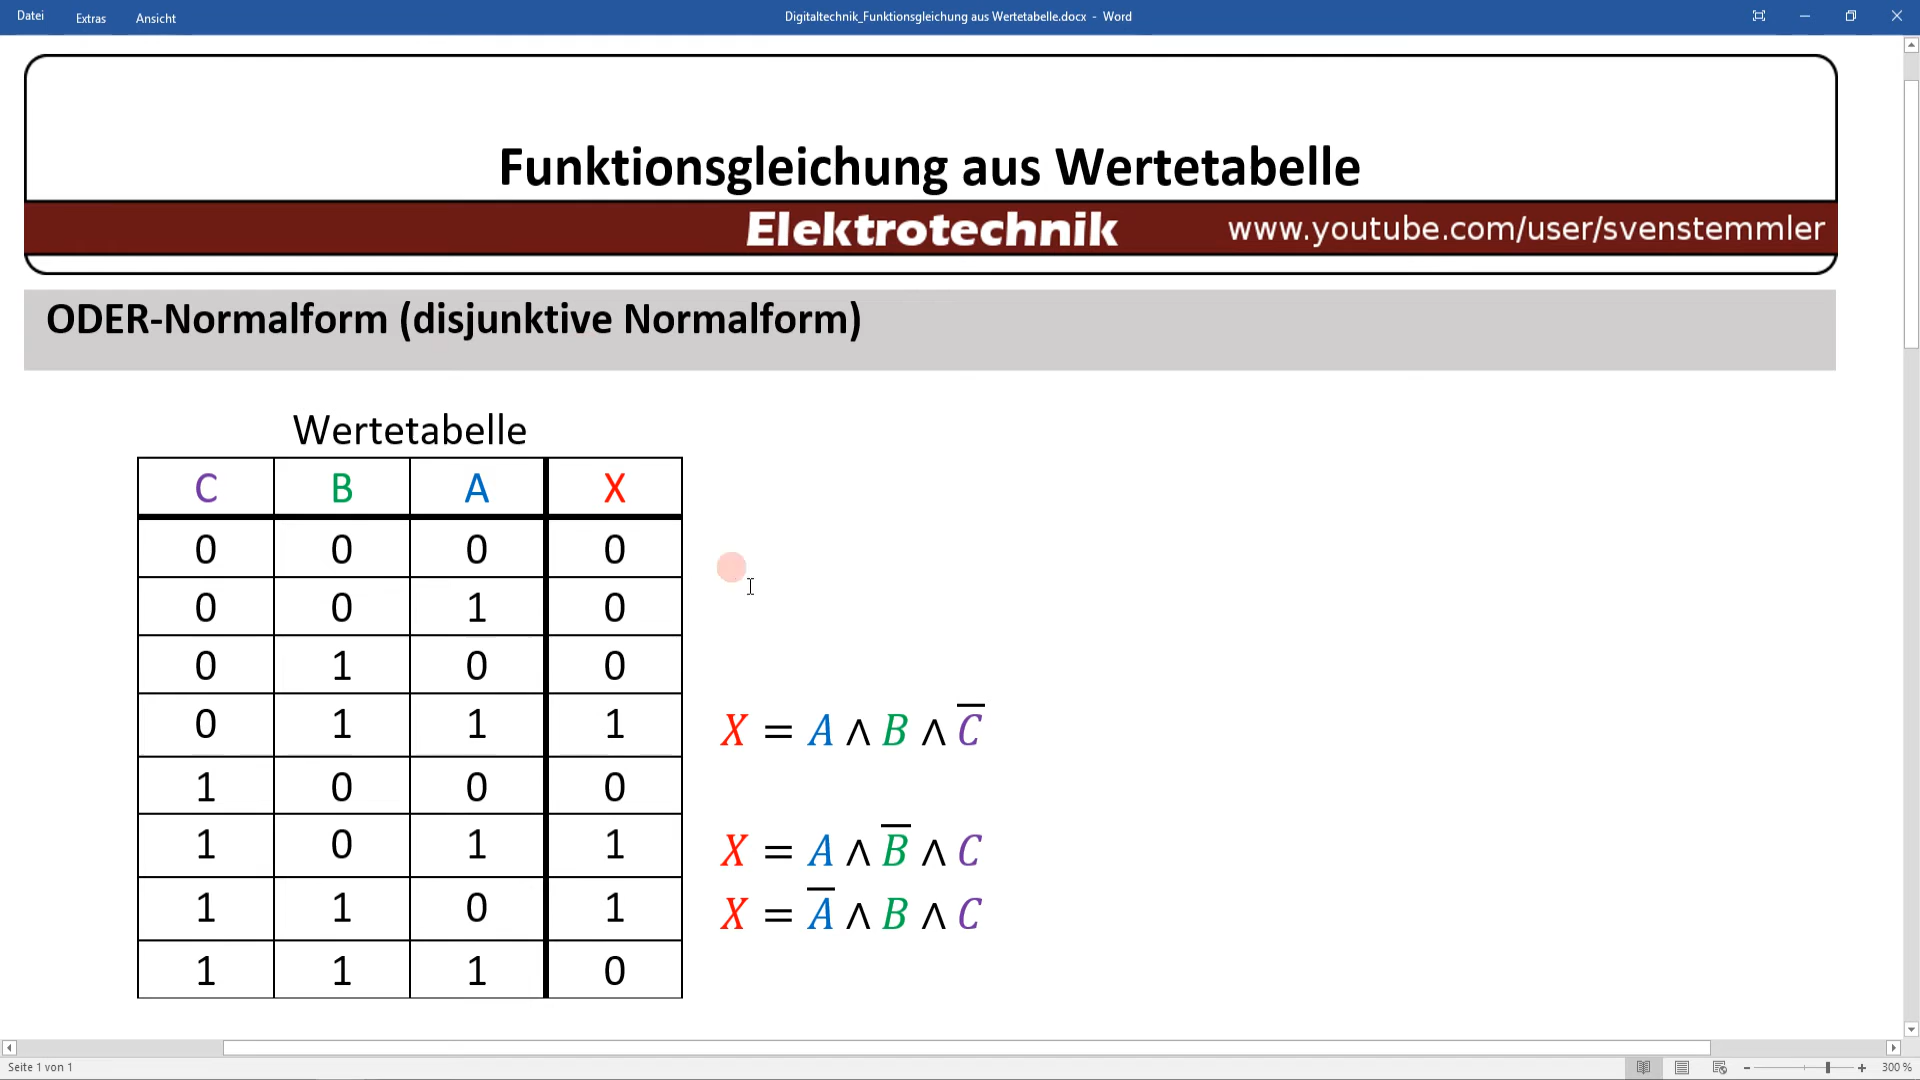 Datei Extras Ansicht Digitaltechnik_Funktionsgleichung aus Wertetabelle.docx - Word
Funktionsgleichung aus Wertetabelle
Elektrotechnik www.youtube.com/user/svenstemmler
ODER-Normalform (disjunktive Normalform)
Wertetabelle
C B A X
0 0 0 0
0 0 1 0
0 1 0 0
0 1 1 1 X = A ∧ B ∧ C̅
1 0 0 0
1 0 1 1 X = A ∧ B̅ ∧ C
1 1 0 1 X = A̅ ∧ B ∧ C
1 1 1 0
Seite 1 von 1 300 %